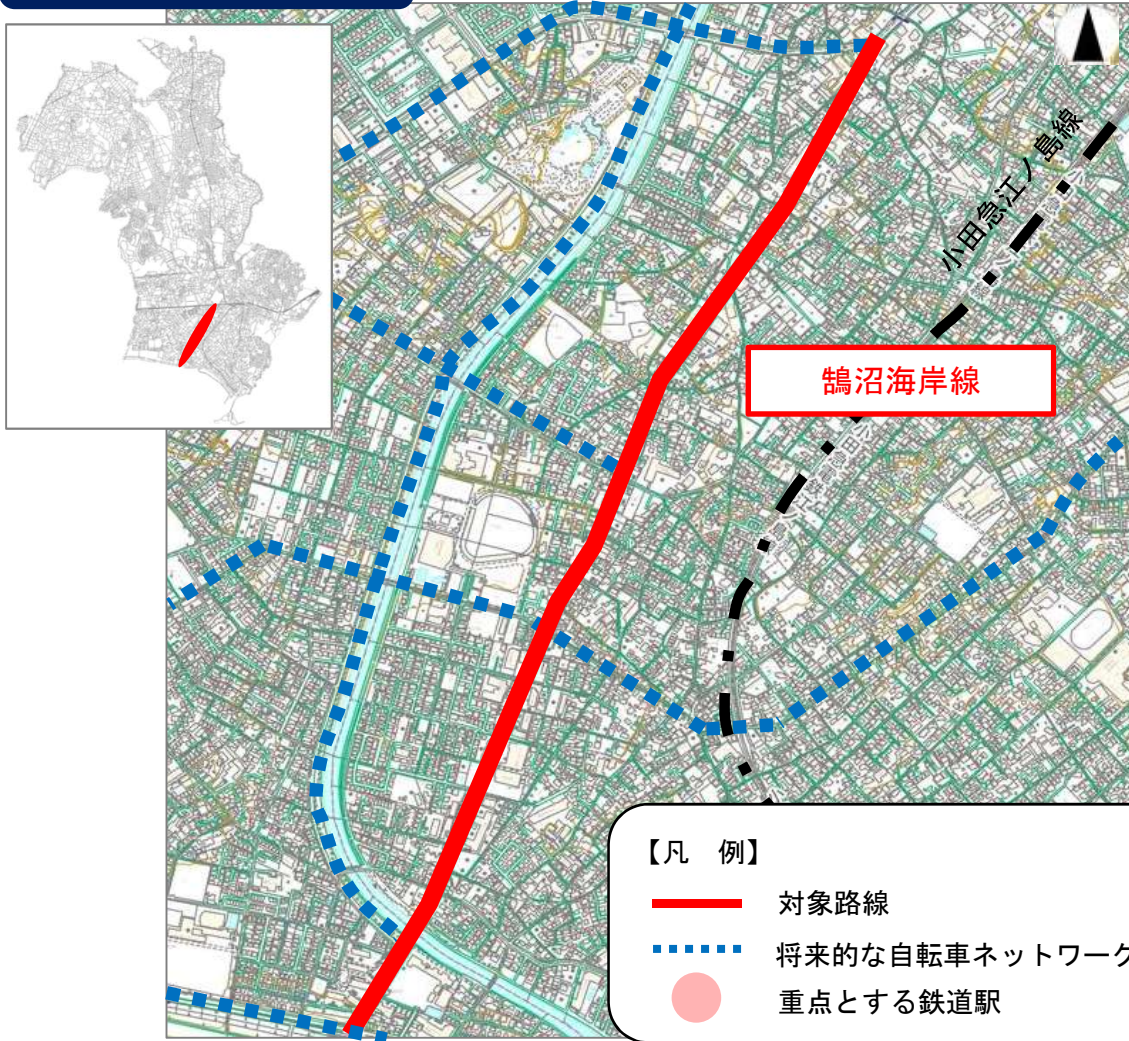 小田急江ノ島線
鵠沼海岸線
【凡　例】
対象路線
将来的な自転車ネットワーク
重点とする鉄道駅